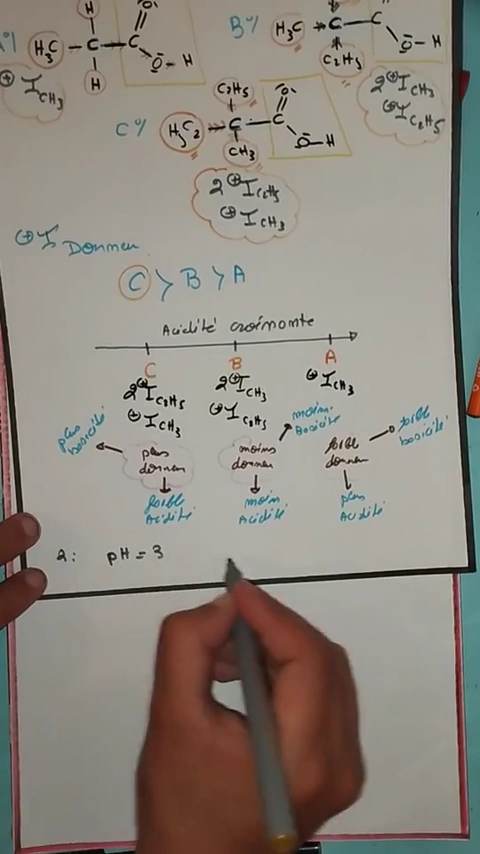 H O
H₃C C C
H O H
⊕ I CH₃
B%
H₃C C C
C₂H₅ O H
2 ⊕I CH₃
⊕I C₂H₅
C%
C₂H₅ O
H₅C₂ C C
CH₃ O H
2 ⊕I C₂H₅
⊕I CH₃
⊕I Donneur
C > B > A
Acidité croissante
C B A
2⊕I C₂H₅ 2⊕I CH₃ ⊕I CH₃
⊕I CH₃ ⊕I C₂H₅
plus basicité moins Basicité faible basicité
plus donneur moins donneur faible donneur
faible Acidité moins Acidité plus Acidité
2: pH = 3